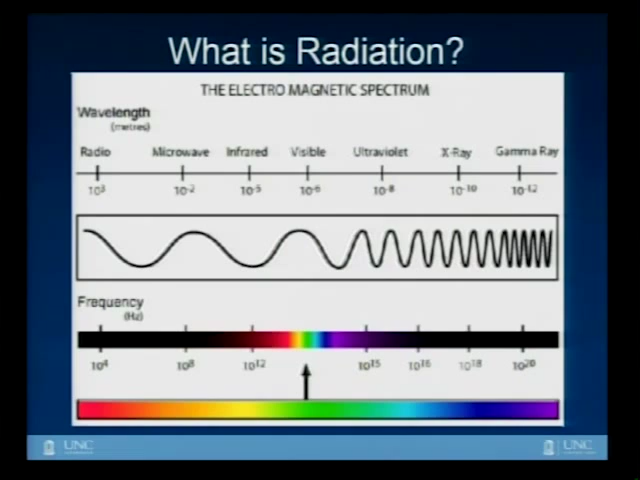 What is Radiation?
THE ELECTRO MAGNETIC SPECTRUM
Wavelength
(metres)
Radio Microwave Infrared Visible Ultraviolet X-Ray Gamma Ray
10³ 10⁻² 10⁻⁵ 10⁻⁶ 10⁻⁸ 10⁻¹⁰ 10⁻¹²
Frequency
(Hz)
10⁴ 10⁸ 10¹² 10¹⁵ 10¹⁶ 10¹⁸ 10²⁰
UNC UNC